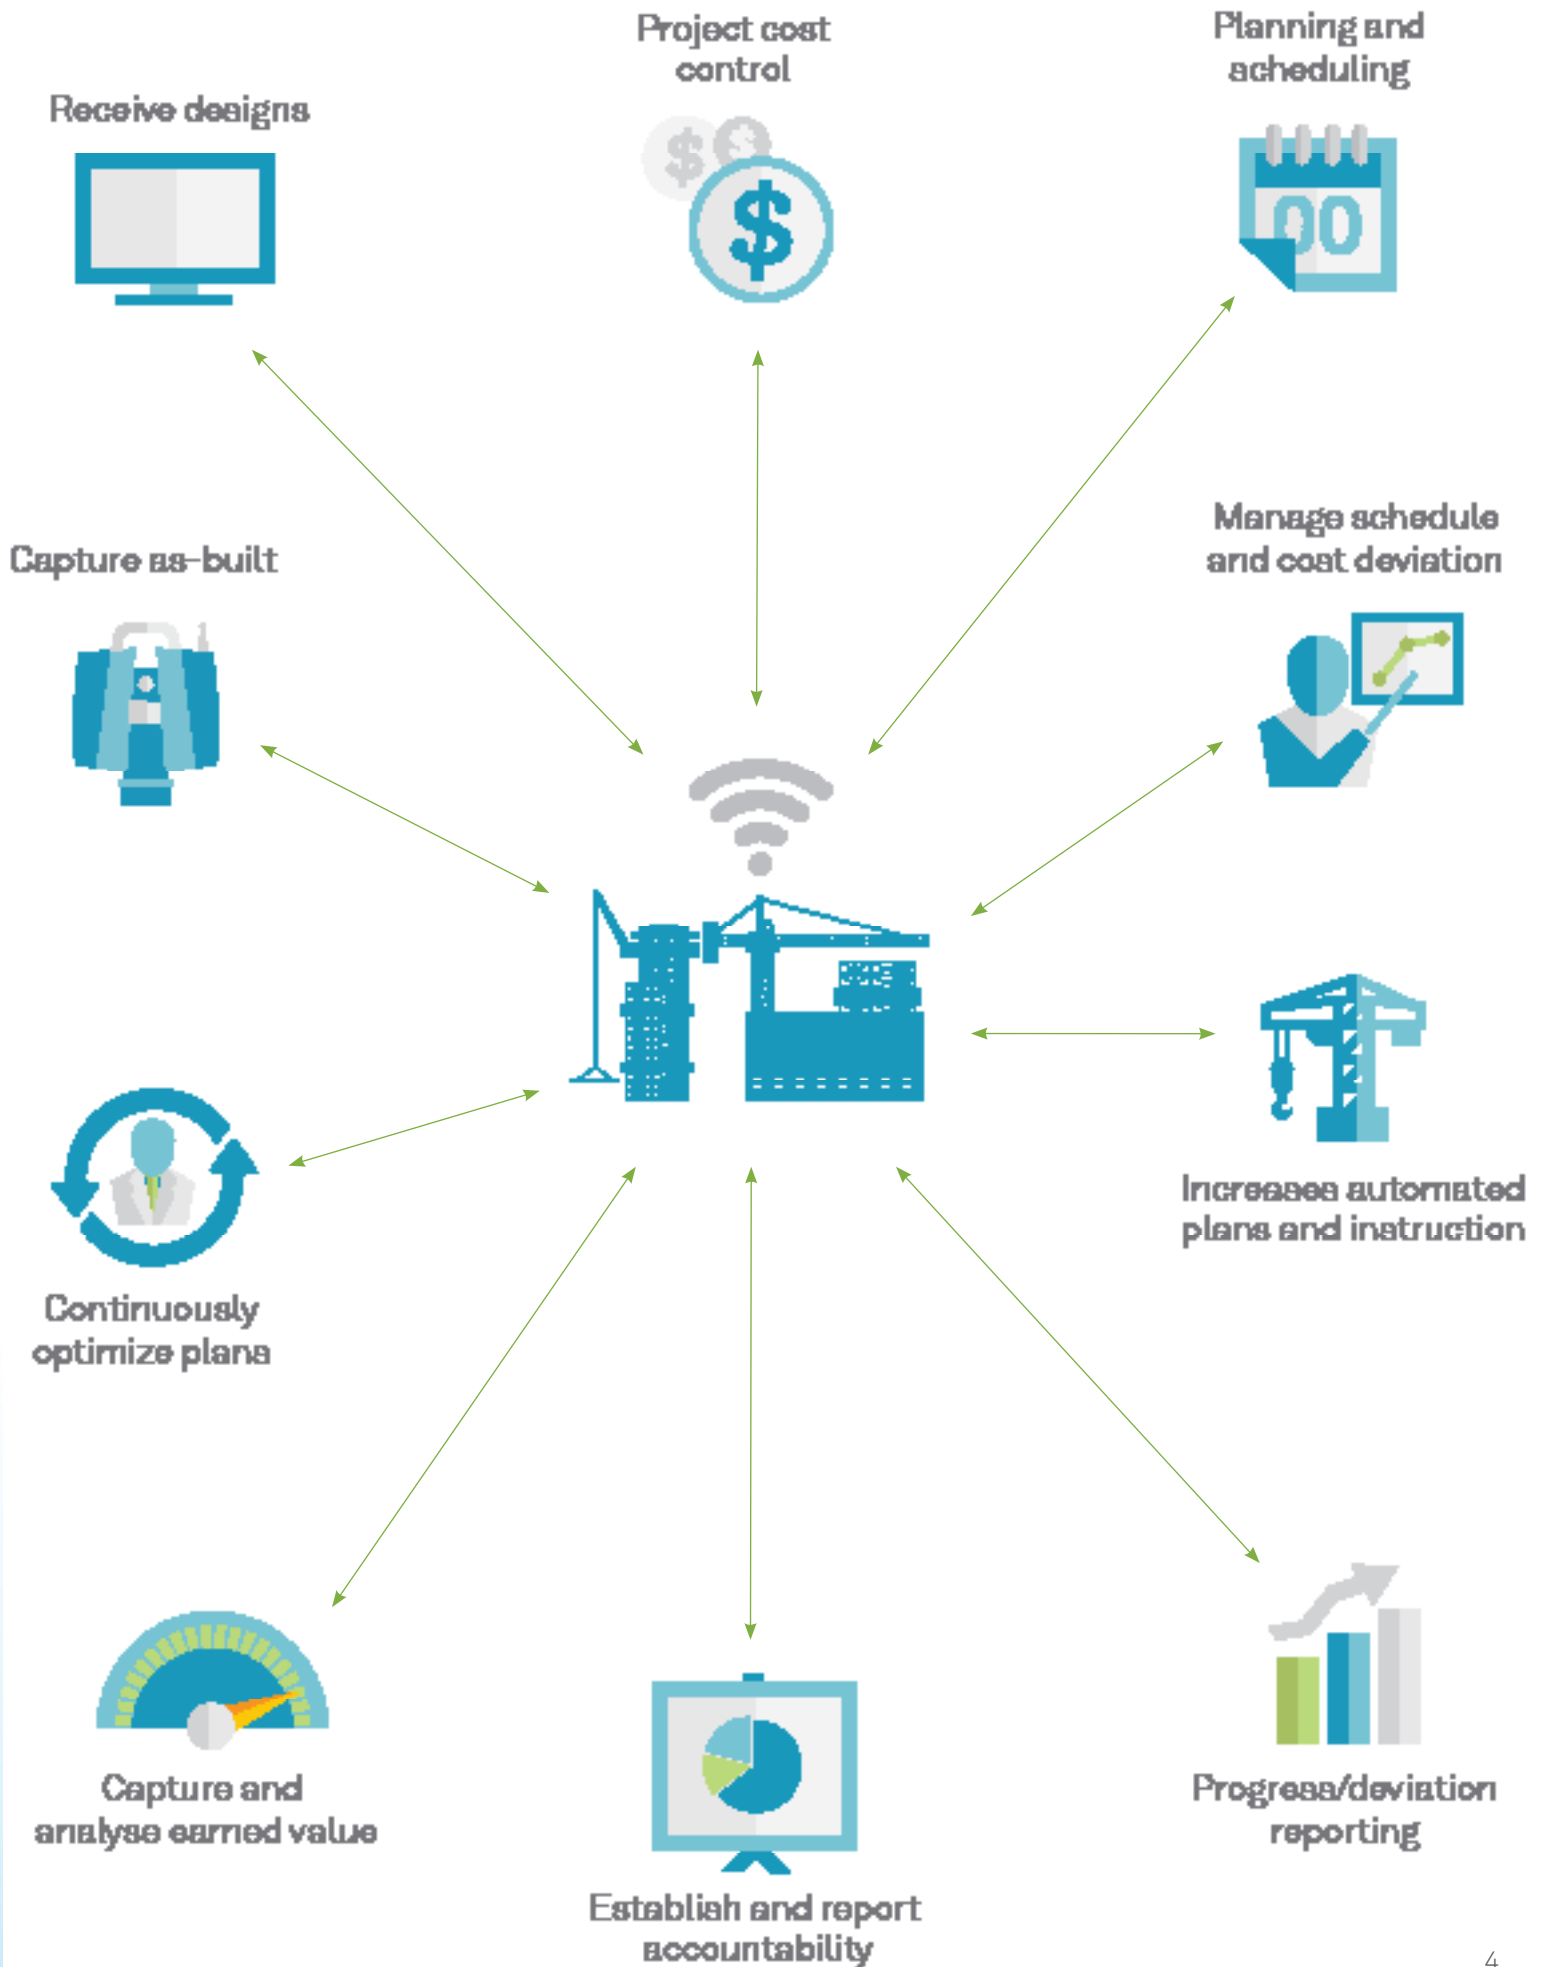 Project cost
control
Planning and
scheduling
Receive designs
$
$
$
00
Manage schedule
and cost deviation
Capture as-built
Increases automated
plans and instruction
Continuously
optimize plans
Capture and
analyse earned value
Progress/deviation
reporting
Establish and report
accountability
4